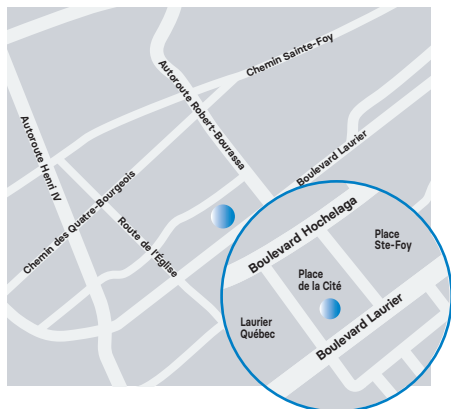 Chemin Sainte-Foy
Autoroute Robert-Bourassa
Autoroute Henri IV
Boulevard Laurier
Chemin des Quatre-Bourgeois
Route de l'Église
Boulevard Hochelaga
Place
Ste-Foy
Place
de la Cité
Laurier
Québec
Boulevard Laurier